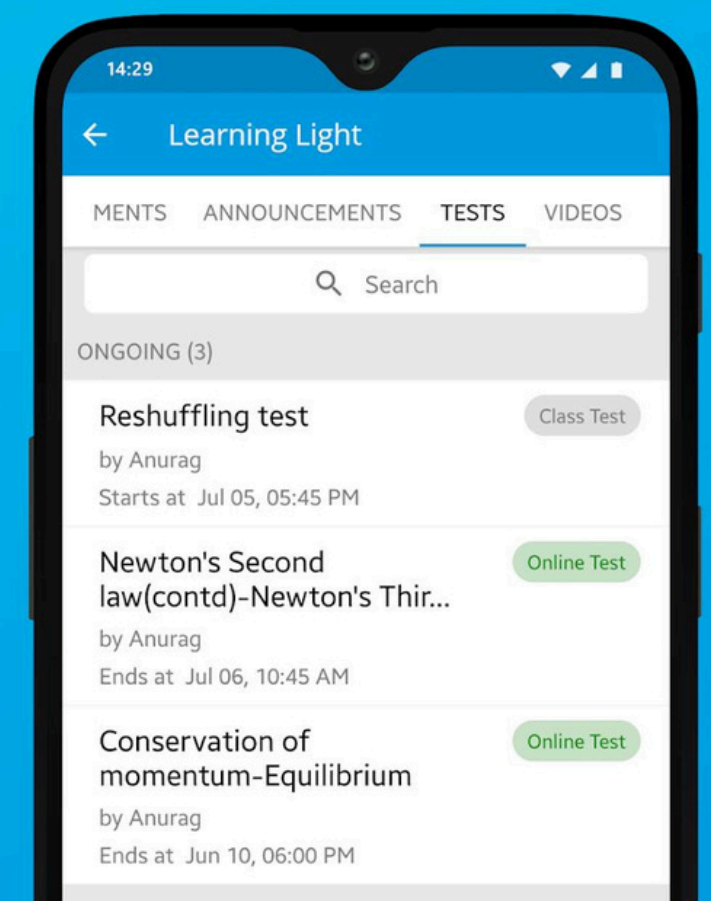 14:29
Learning Light
MENTS ANNOUNCEMENTS TESTS VIDEOS
Search
ONGOING (3)
Reshuffling test
Class Test
by Anurag
Starts at Jul 05, 05:45 PM
Newton's Second
law(contd)-Newton's Thir...
Online Test
by Anurag
Ends at Jul 06, 10:45 AM
Conservation of
momentum-Equilibrium
Online Test
by Anurag
Ends at Jun 10, 06:00 PM